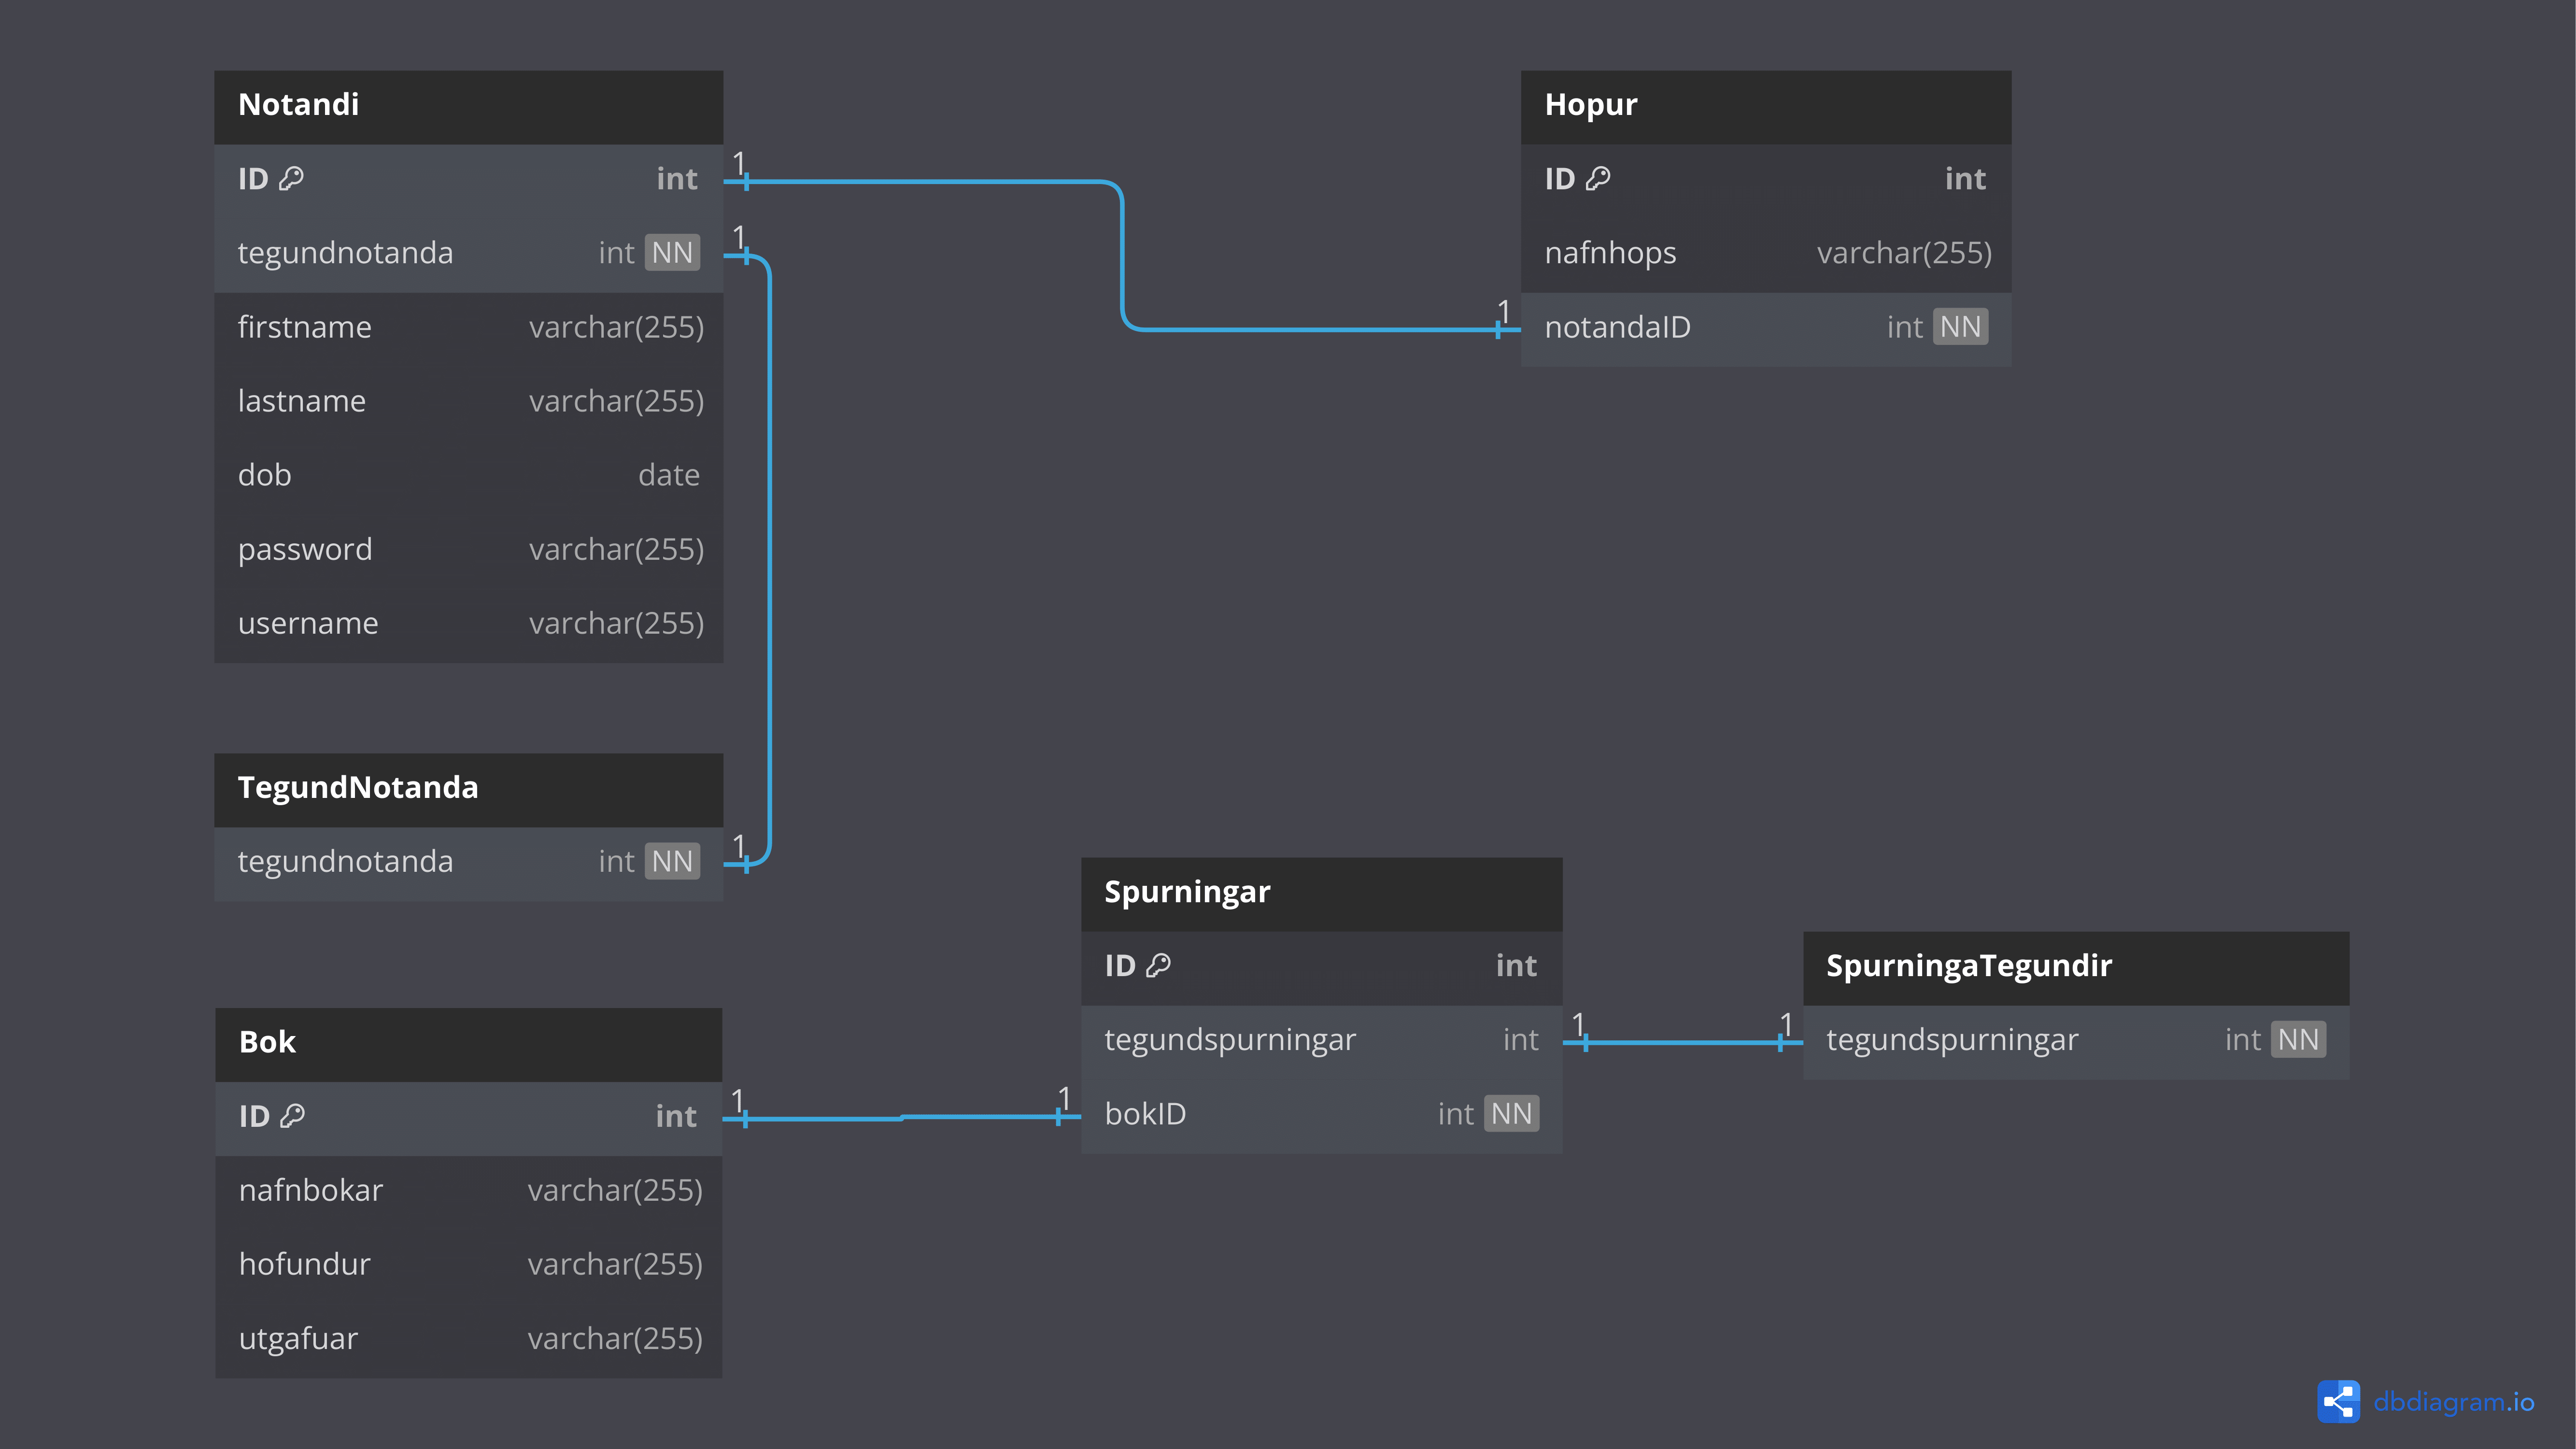 Notandi
ID int
1
tegundnotanda int NN
1
firstname varchar(255)
lastname varchar(255)
dob date
password varchar(255)
username varchar(255)
Hopur
ID int
nafnhops varchar(255)
1
notandaID int NN
TegundNotanda
1
tegundnotanda int NN
Spurningar
ID int
1
tegundspurningar int
1
bokID int NN
SpurningaTegundir
1
tegundspurningar int NN
Bok
1
ID int
nafnbokar varchar(255)
hofundur varchar(255)
utgafuar varchar(255)
dbdiagram.io